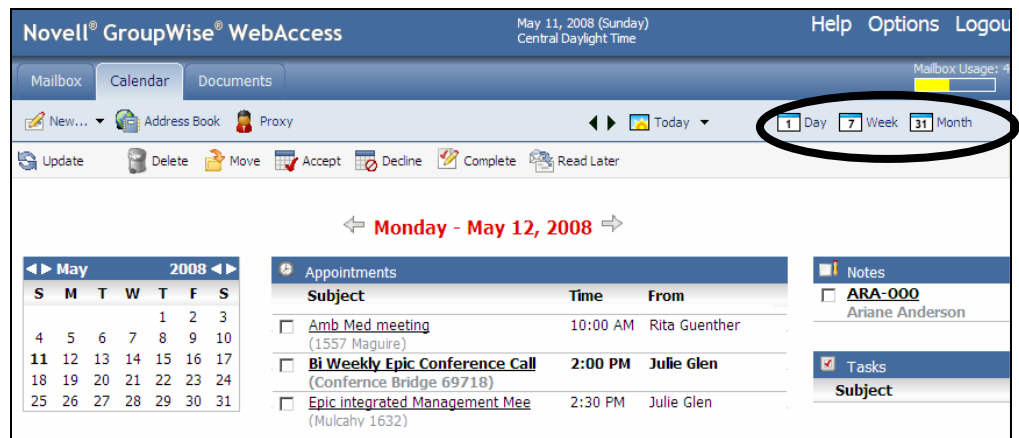 Novell® GroupWise® WebAccess
May 11, 2008 (Sunday)
Central Daylight Time
Help Options Logou
Mailbox Calendar Documents
Mailbox Usage: 4
New... Address Book Proxy
Today
1 Day 7 Week 31 Month
Update Delete Move Accept Decline Complete Read Later
Monday - May 12, 2008
May 2008
S M T W T F S
1 2 3
4 5 6 7 8 9 10
11 12 13 14 15 16 17
18 19 20 21 22 23 24
25 26 27 28 29 30 31
Appointments
Subject Time From
Amb Med meeting 10:00 AM Rita Guenther
(1557 Maguire)
Bi Weekly Epic Conference Call 2:00 PM Julie Glen
(Confernce Bridge 69718)
Epic integrated Management Mee 2:30 PM Julie Glen
(Mulcahy 1632)
Notes
ARA-000
Ariane Anderson
Tasks
Subject